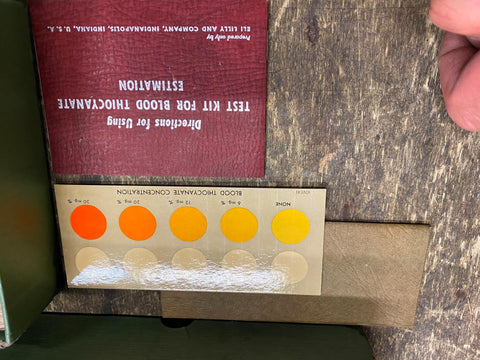 NONE 6 mg % 12 mg % 20 mg % 30 mg %
BLOOD THIOCYANATE CONCENTRATION
Directions for Using
TEST KIT FOR BLOOD THIOCYANATE
ESTIMATION
Prepared only by
ELI LILLY AND COMPANY, INDIANAPOLIS, INDIANA, U. S. A.